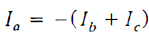 I_a = −(I_b + I_c)